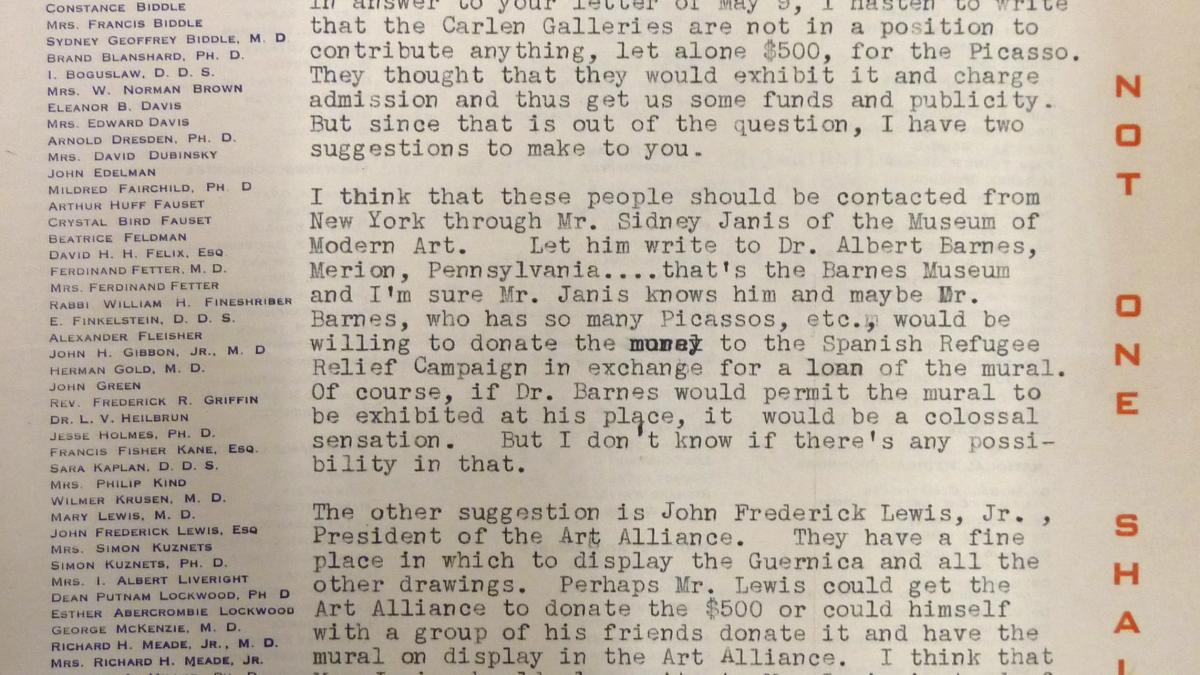 CONSTANCE BIDDLE
MRS. FRANCIS BIDDLE
SYDNEY GEOFFREY BIDDLE, M. D.
BRAND BLANSHARD, PH. D.
I. BOGUSLAW, D. D. S.
MRS. W. NORMAN BROWN
ELEANOR B. DAVIS
MRS. EDWARD DAVIS
ARNOLD DRESDEN, PH. D.
MRS. DAVID DUBINSKY
JOHN EDELMAN
MILDRED FAIRCHILD, PH. D
ARTHUR HUFF FAUSET
CRYSTAL BIRD FAUSET
BEATRICE FELDMAN
DAVID H. H. FELIX, ESQ.
FERDINAND FETTER, M. D.
MRS. FERDINAND FETTER
RABBI WILLIAM H. FINESHRIBER
E. FINKELSTEIN, D. D. S.
ALEXANDER FLEISHER
JOHN H. GIBBON, JR., M. D
HERMAN GOLD, M. D.
JOHN GREEN
REV. FREDERICK R. GRIFFIN
DR. L. V. HEILBRUN
JESSE HOLMES, PH. D.
FRANCIS FISHER KANE, ESQ.
SARA KAPLAN, D. D. S.
MRS. PHILIP KIND
WILMER KRUSEN, M. D.
MARY LEWIS, M. D.
JOHN FREDERICK LEWIS, ESQ
MRS. SIMON KUZNETS
SIMON KUZNETS, PH. D.
MRS. I. ALBERT LIVERIGHT
DEAN PUTNAM LOCKWOOD, PH D
ESTHER ABERCROMBIE LOCKWOOD
GEORGE MCKENZIE, M. D.
RICHARD H. MEADE, JR., M. D.
MRS. RICHARD H. MEADE, JR.
In answer to your letter of May 9, I hasten to write
that the Carlen Galleries are not in a position to
contribute anything, let alone $500, for the Picasso.
They thought that they would exhibit it and charge
admission and thus get us some funds and publicity.
But since that is out of the question, I have two
suggestions to make to you.
I think that these people should be contacted from
New York through Mr. Sidney Janis of the Museum of
Modern Art. Let him write to Dr. Albert Barnes,
Merion, Pennsylvania....that's the Barnes Museum
and I'm sure Mr. Janis knows him and maybe Dr.
Barnes, who has so many Picassos, etc., would be
willing to donate the money to the Spanish Refugee
Relief Campaign in exchange for a loan of the mural.
Of course, if Dr. Barnes would permit the mural to
be exhibited at his place, it would be a colossal
sensation. But I don't know if there's any possi-
bility in that.
The other suggestion is John Frederick Lewis, Jr. ,
President of the Art Alliance. They have a fine
place in which to display the Guernica and all the
other drawings. Perhaps Mr. Lewis could get the
Art Alliance to donate the $500 or could himself
with a group of his friends donate it and have the
mural on display in the Art Alliance. I think that
NOT
ONE
SHA